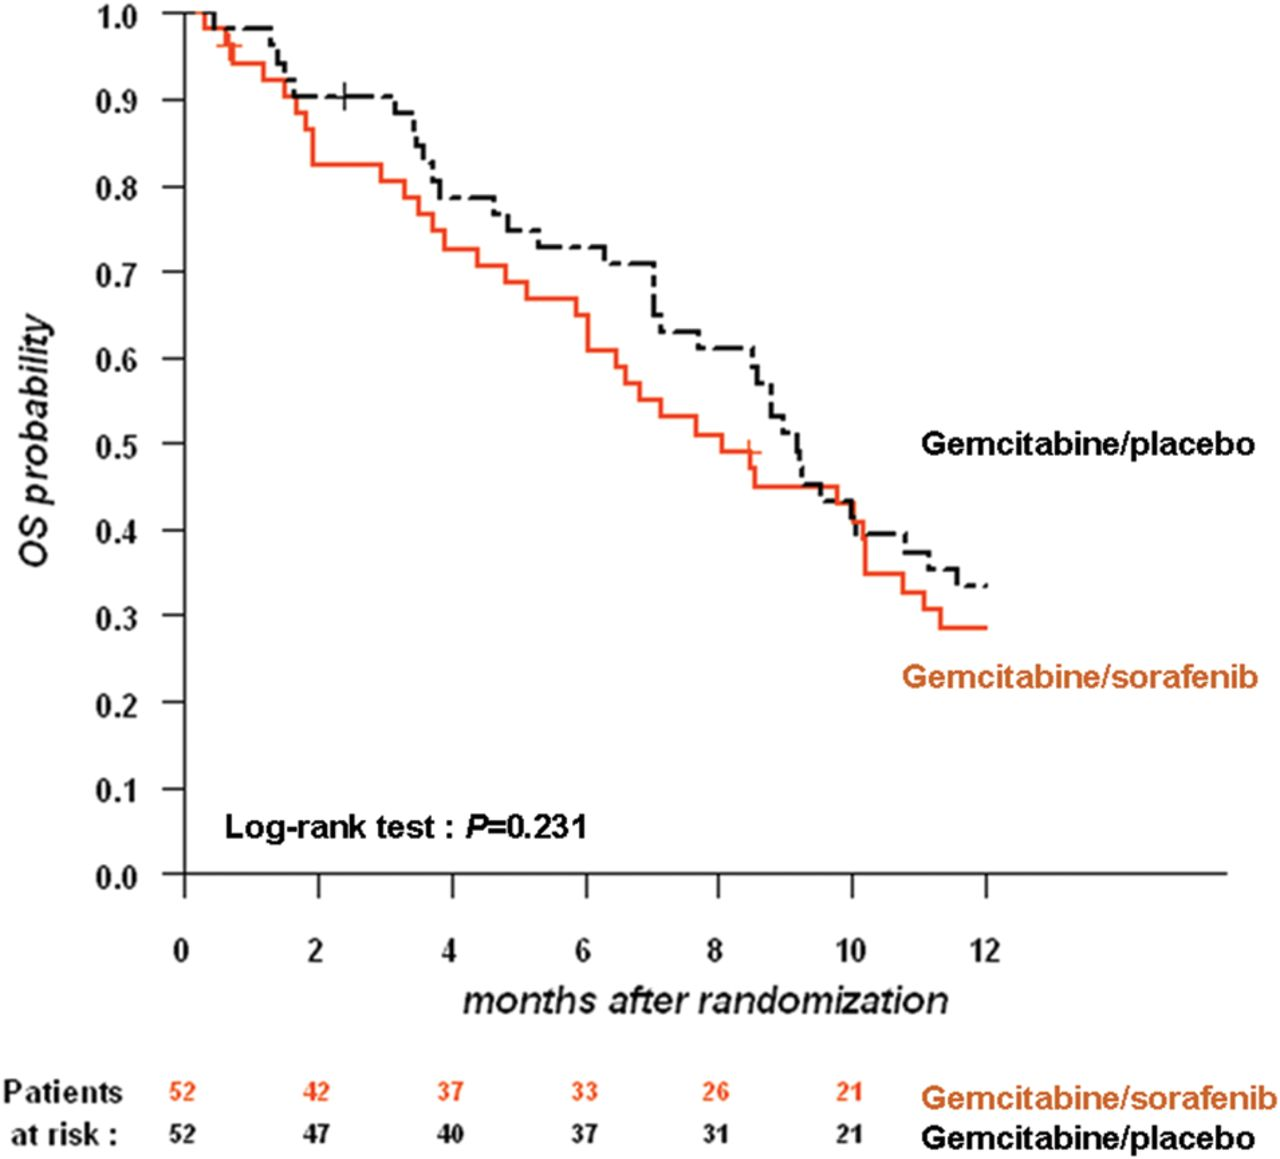 1.0
0.9
0.8
0.7
0.6
0.5
0.4
0.3
0.2
0.1
0.0
OS probability
Gemcitabine/placebo
Gemcitabine/sorafenib
Log-rank test : P=0.231
0 2 4 6 8 10 12
months after randomization
Patients 52 42 37 33 26 21 Gemcitabine/sorafenib
at risk : 52 47 40 37 31 21 Gemcitabine/placebo